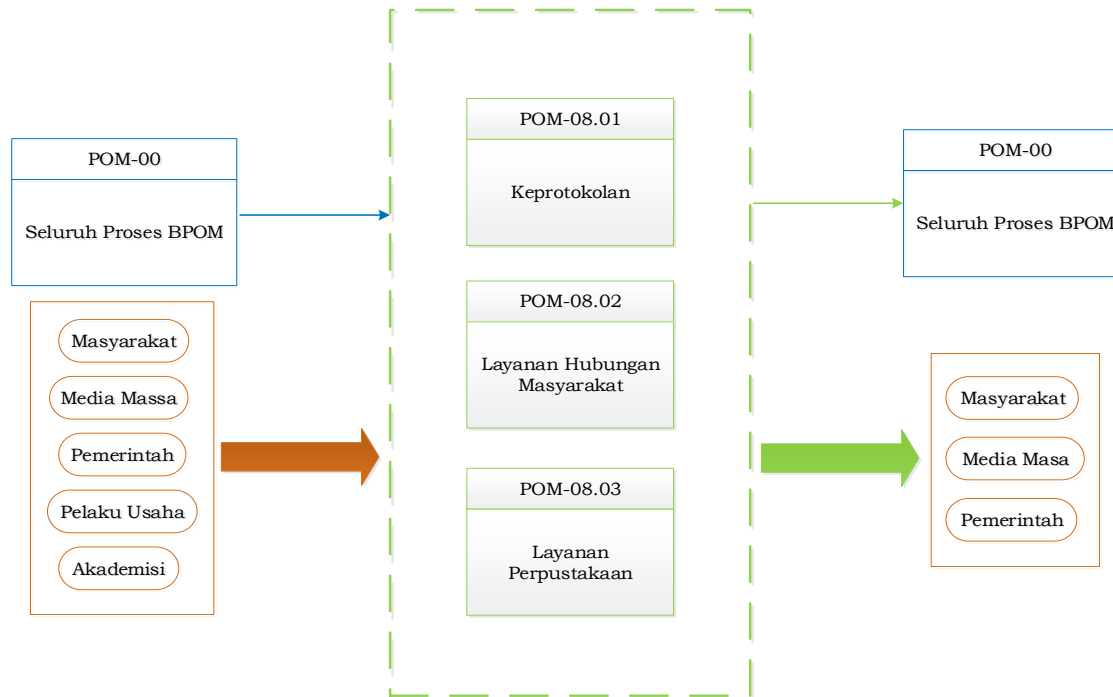 POM-00
Seluruh Proses BPOM
Masyarakat
Media Massa
Pemerintah
Pelaku Usaha
Akademisi
POM-08.01
Keprotokolan
POM-08.02
Layanan Hubungan
Masyarakat
POM-08.03
Layanan
Perpustakaan
POM-00
Seluruh Proses BPOM
Masyarakat
Media Masa
Pemerintah